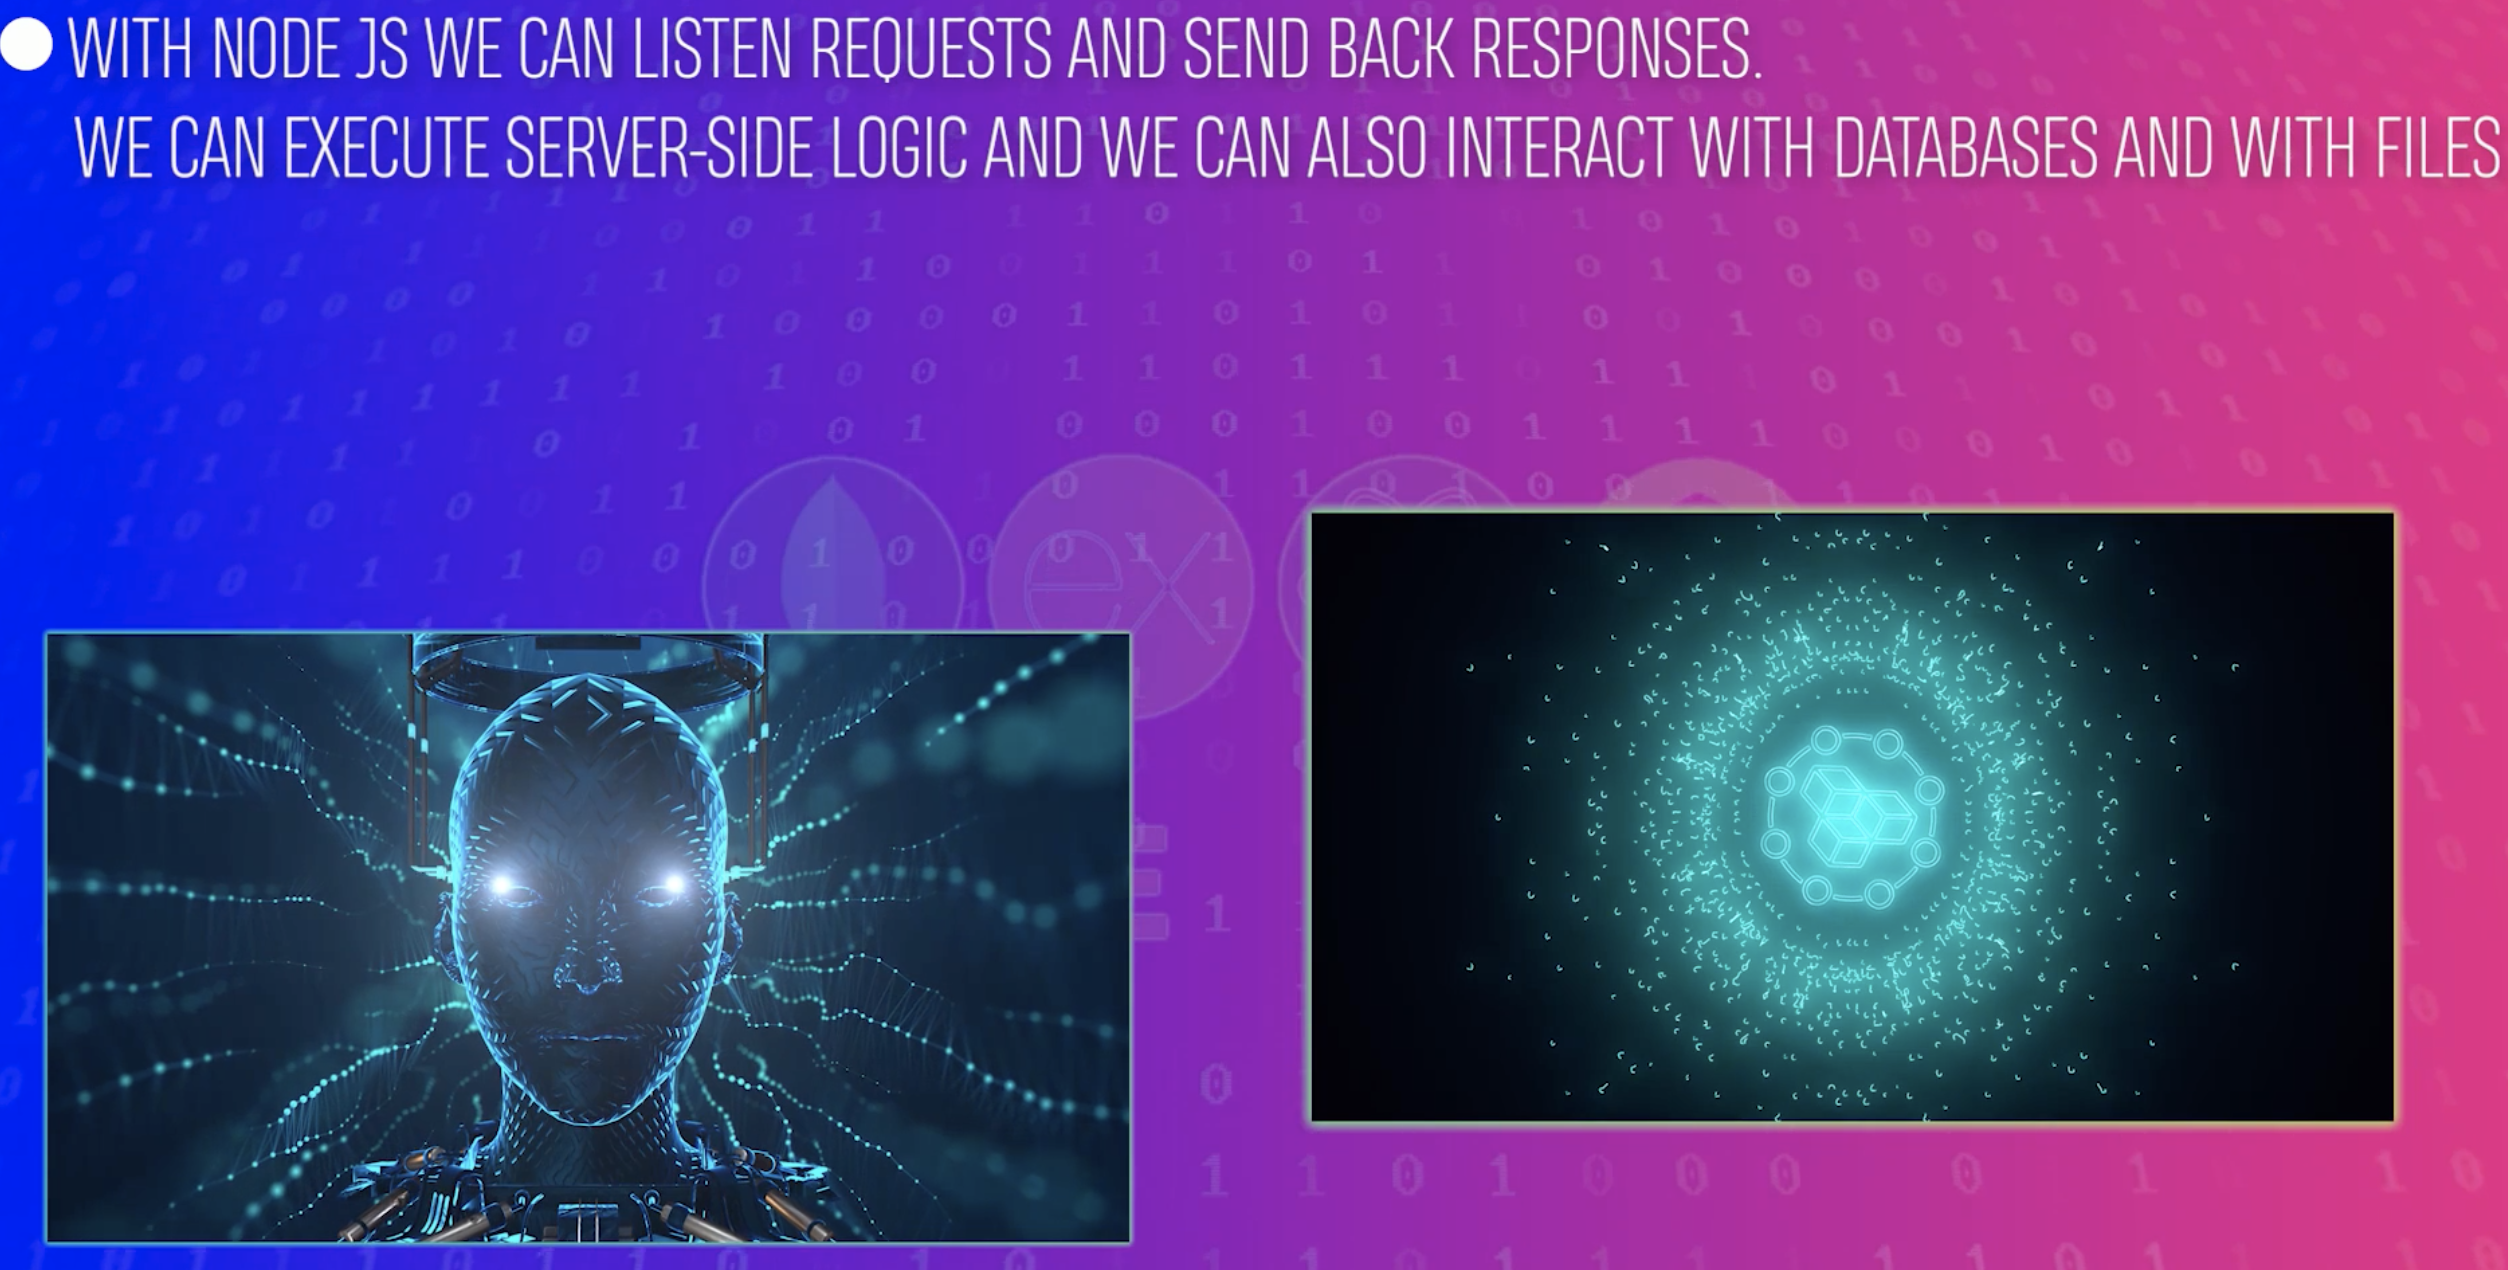 WITH NODE JS WE CAN LISTEN REQUESTS AND SEND BACK RESPONSES.
WE CAN EXECUTE SERVER-SIDE LOGIC AND WE CAN ALSO INTERACT WITH DATABASES AND WITH FILES
ex